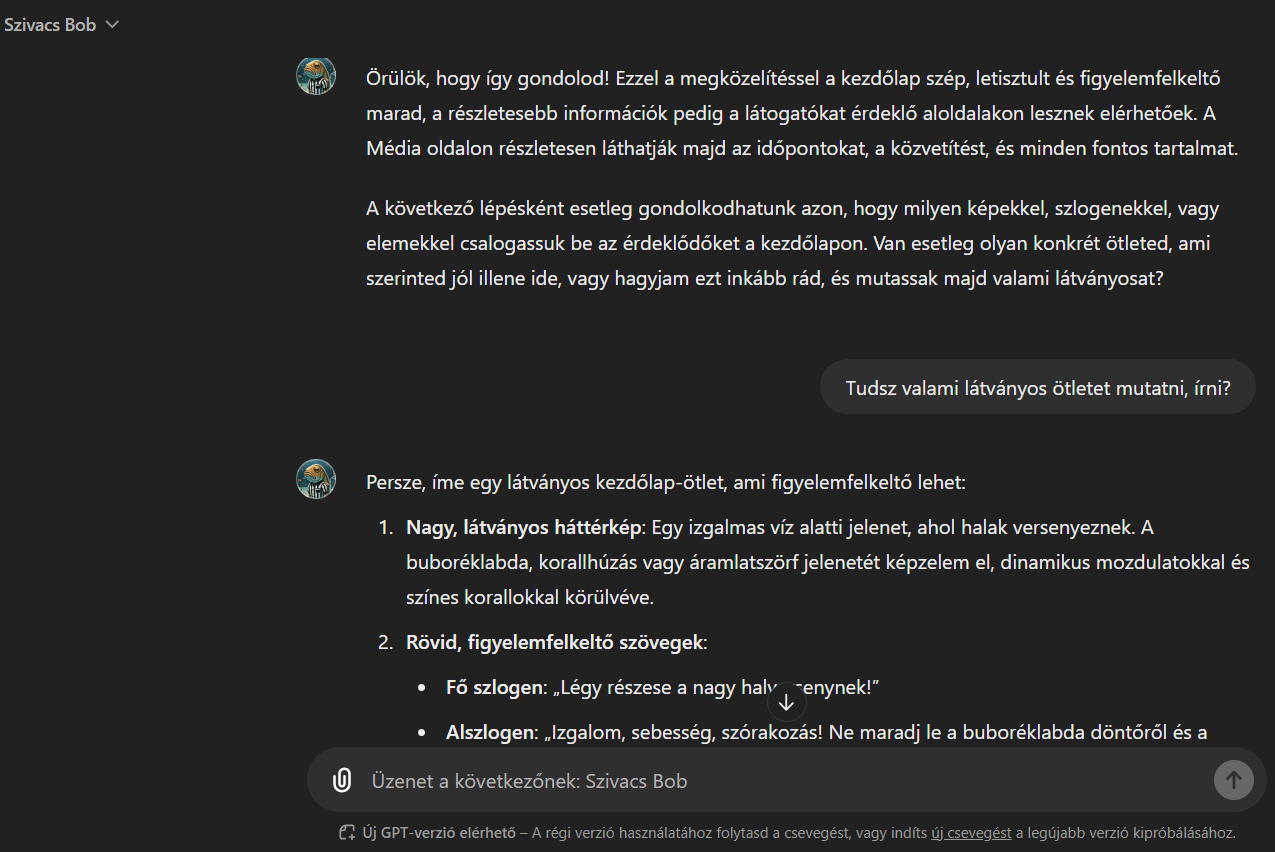 Szivacs Bob
Örülök, hogy így gondolod! Ezzel a megközelítéssel a kezdőlap szép, letisztult és figyelemfelkeltő
marad, a részletesebb információk pedig a látogatókat érdeklő aloldalakon lesznek elérhetőek. A
Média oldalon részletesen láthatják majd az időpontokat, a közvetítést, és minden fontos tartalmat.
A következő lépésként esetleg gondolkodhatunk azon, hogy milyen képekkel, szlogenekkel, vagy
elemekkel csalogassuk be az érdeklődőket a kezdőlapon. Van esetleg olyan konkrét ötleted, ami
szerinted jól illene ide, vagy hagyjam ezt inkább rád, és mutassak majd valami látványosat?
Tudsz valami látványos ötletet mutatni, írni?
Persze, íme egy látványos kezdőlap-ötlet, ami figyelemfelkeltő lehet:
1. Nagy, látványos háttérkép: Egy izgalmas víz alatti jelenet, ahol halak versenyeznek. A
buboréklabda, korallhúzás vagy áramlatszörf jelenetét képzelem el, dinamikus mozdulatokkal és
színes korallokkal körülvéve.
2. Rövid, figyelemfelkeltő szövegek:
• Fő szlogen: „Légy részese a nagy halversenynek!”
• Alszlogen: „Izgalom, sebesség, szórakozás! Ne maradj le a buboréklabda döntőről és a
Üzenet a következőnek: Szivacs Bob
Új GPT-verzió elérhető – A régi verzió használatához folytasd a csevegést, vagy indíts új csevegést a legújabb verzió kipróbálásához.